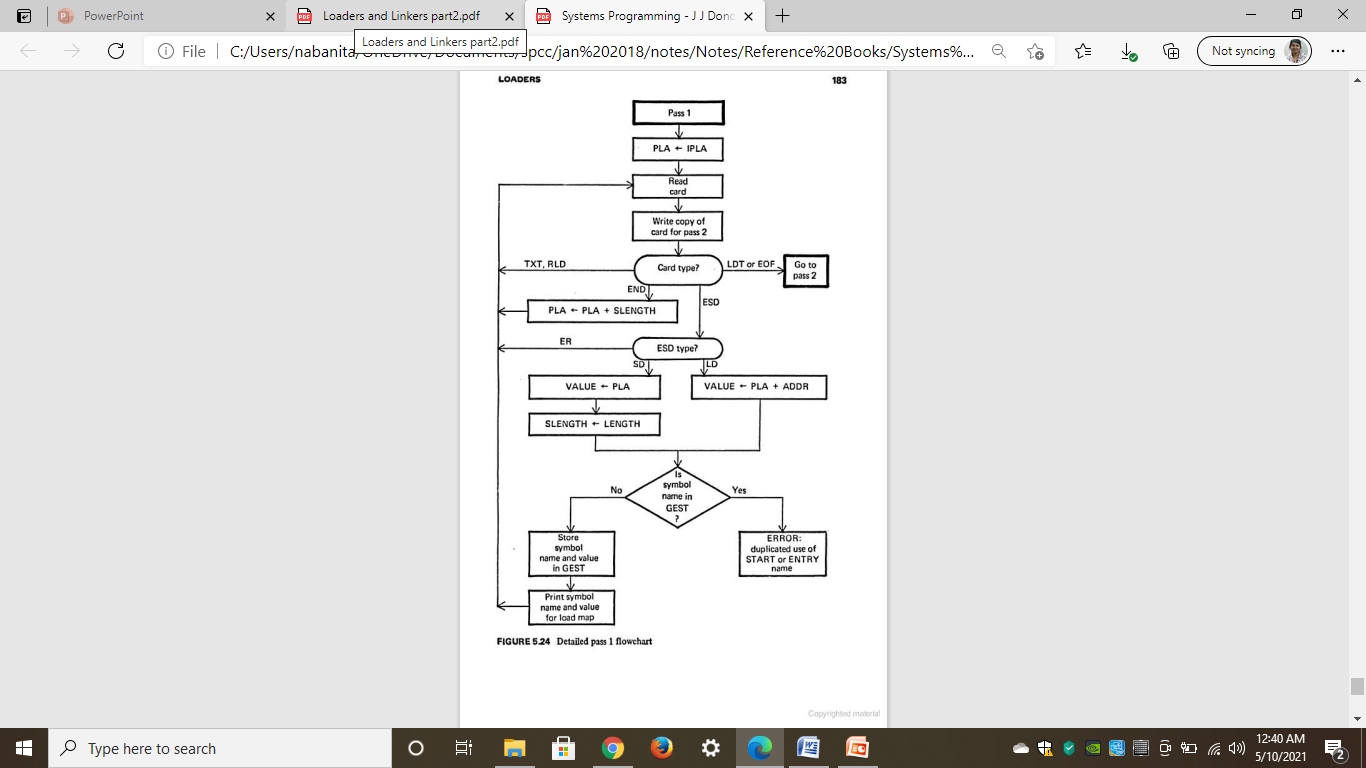 PowerPoint
Loaders and Linkers part2.pdf
Systems Programming - J J Dono
Loaders and Linkers part2.pdf
File
C:/Users/nabanita/OneDrive/Documents/spcc/jan%202018/notes/Notes/Reference%20Books/Systems%...
Not syncing
LOADERS 183
Pass 1
PLA ← IPLA
Read
card
Write copy of
card for pass 2
TXT, RLD
Card type?
LDT or EOF
Go to
pass 2
END
ESD
PLA ← PLA + SLENGTH
ER
ESD type?
SD
LD
VALUE ← PLA
VALUE ← PLA + ADDR
SLENGTH ← LENGTH
Is
symbol
name in
GEST
?
No
Yes
Store
symbol
name and value
in GEST
ERROR:
duplicated use of
START or ENTRY
name
Print symbol
name and value
for load map
FIGURE 5.24 Detailed pass 1 flowchart
Copyrighted material
Type here to search
12:40 AM
5/10/2021
2